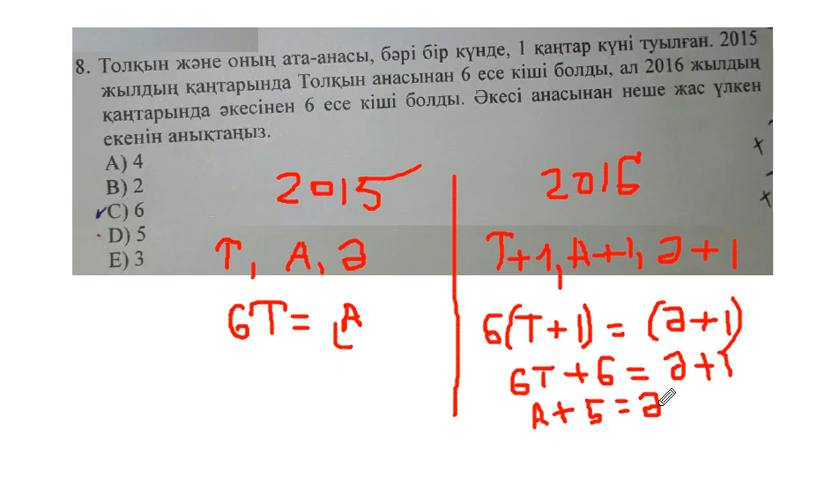 8. Толқын және оның ата-анасы, бәрі бір күнде, 1 қаңтар күні туылған. 2015
жылдың қаңтарында Толқын анасынан 6 есе кіші болды, ал 2016 жылдың
қаңтарында әкесінен 6 есе кіші болды. Әкесі анасынан неше жас үлкен
екенін анықтаңыз.
A) 4
B) 2
C) 6
D) 5
E) 3
2015
T, A, Ə
6T = A
2016
T+1, A+1, Ə+1
6(T+1) = (Ə+1)
6T+6 = Ə+1
A+5=Ə